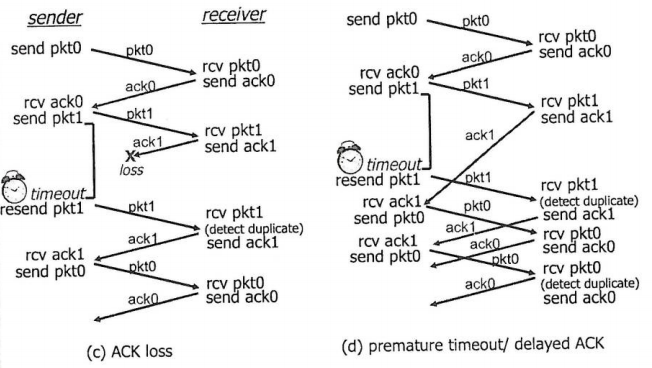 sender
receiver
send pkt0
pkt0
rcv pkt0
send ack0
ack0
rcv ack0
send pkt1
pkt1
rcv pkt1
send ack1
ack1
X
loss
timeout
resend pkt1
pkt1
rcv pkt1
(detect duplicate)
send ack1
ack1
rcv ack1
send pkt0
pkt0
rcv pkt0
send ack0
ack0
(c) ACK loss
send pkt0
pkt0
rcv pkt0
send ack0
ack0
rcv ack0
send pkt1
pkt1
rcv pkt1
send ack1
ack1
timeout
resend pkt1
pkt1
rcv pkt1
(detect duplicate)
send ack1
rcv ack1
send pkt0
pkt0
ack1
rcv pkt0
send ack0
rcv ack1
send pkt0
ack0
pkt0
rcv pkt0
(detect duplicate)
send ack0
ack0
(d) premature timeout/ delayed ACK